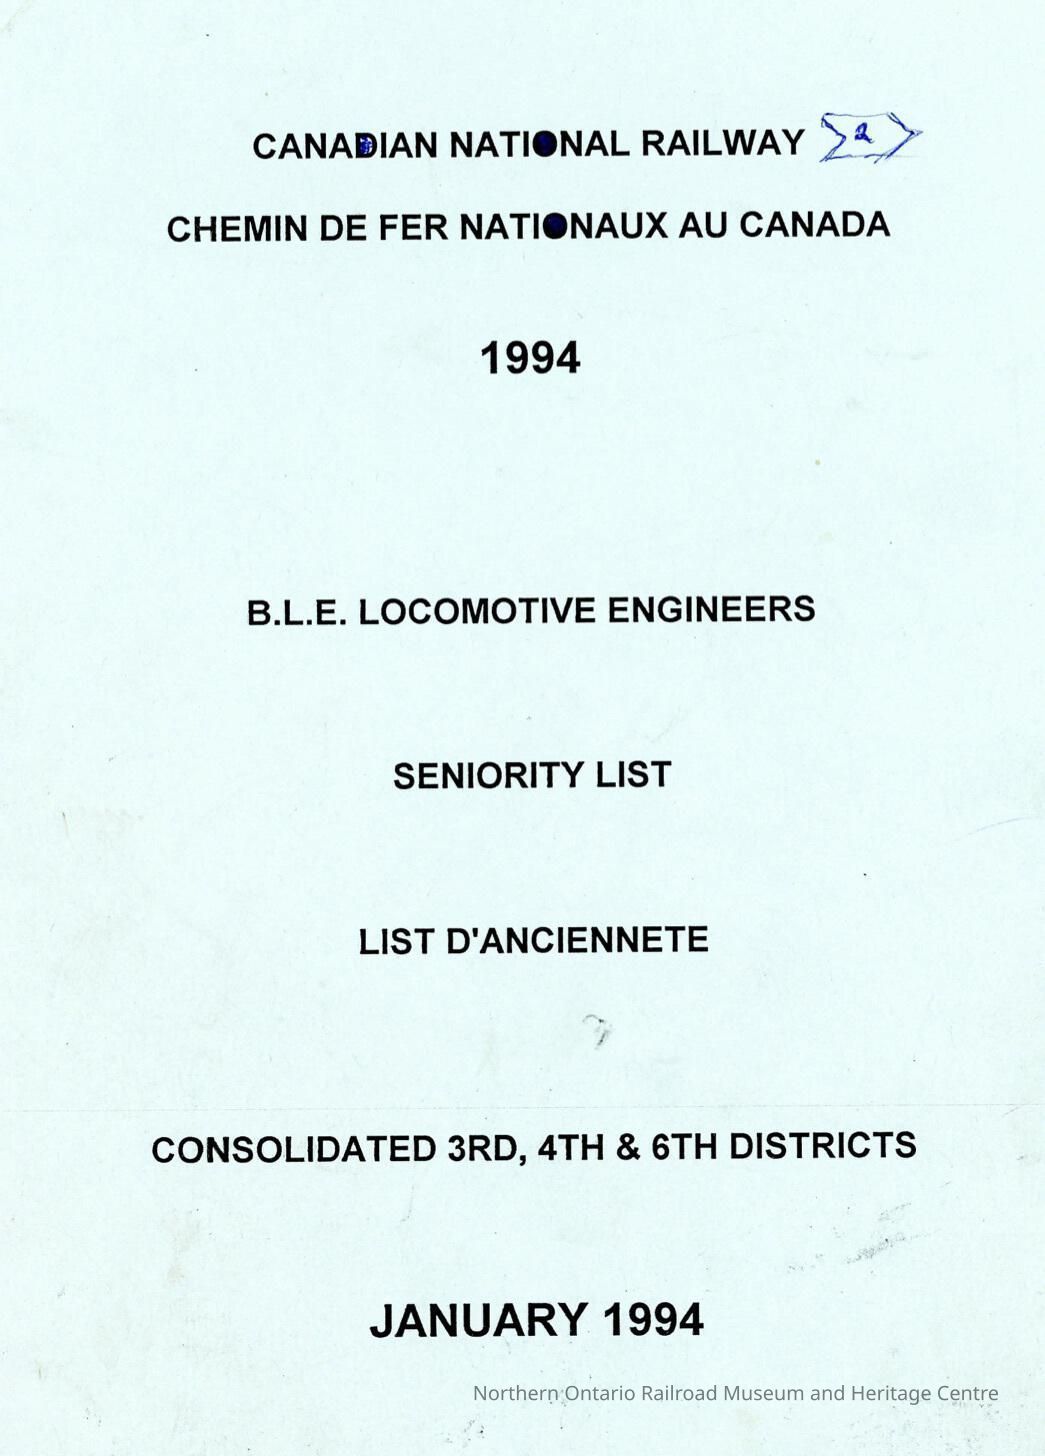 CANADIAN NATIONAL RAILWAY 2
CHEMIN DE FER NATIONAUX AU CANADA
1994
B.L.E. LOCOMOTIVE ENGINEERS
SENIORITY LIST
LIST D'ANCIENNETE
CONSOLIDATED 3RD, 4TH & 6TH DISTRICTS
JANUARY 1994
Northern Ontario Railroad Museum and Heritage Centre